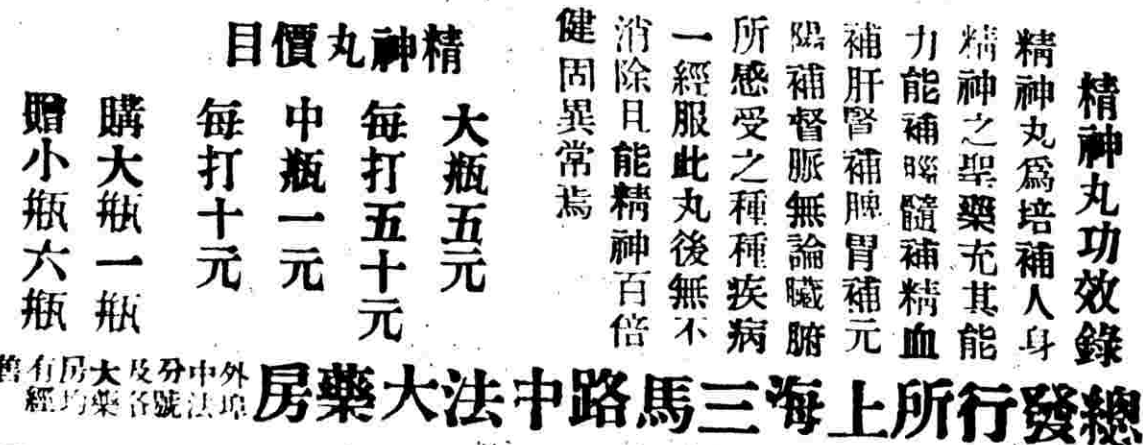 精神丸功效錄
精神丸爲培補人身
精神之聖藥充其能
力能補腦髓補精血
補肝腎補脾胃補元
陽補督脈無論臟腑
所感受之種種疾病
一經服此丸後無不
消除且能精神百倍
健固異常焉
精神丸價目
大瓶五元
每打五十元
中瓶一元
每打十元
購大瓶一瓶
贈小瓶六瓶
總發行所上海三馬路中法大藥房
外埠
中法
分號
及各
大藥
房均
有經
售